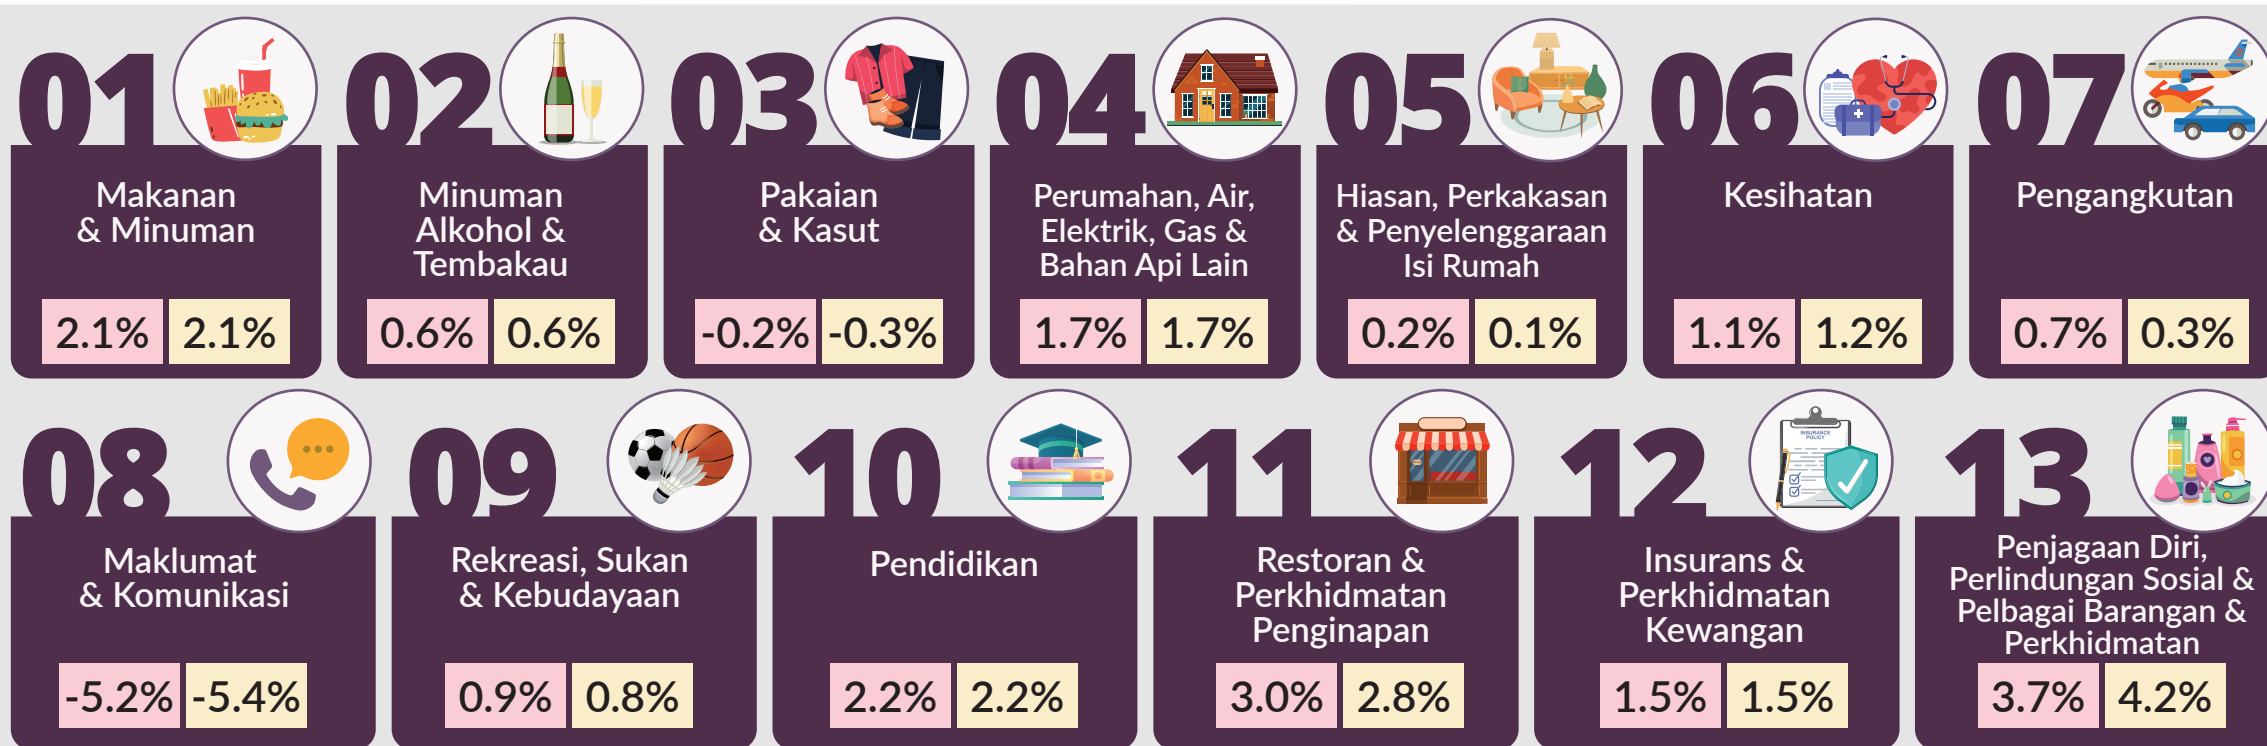 01
Makanan
& Minuman
2.1% 2.1%
02
Minuman
Alkohol &
Tembakau
0.6% 0.6%
03
Pakaian
& Kasut
-0.2% -0.3%
04
Perumahan, Air,
Elektrik, Gas &
Bahan Api Lain
1.7% 1.7%
05
Hiasan, Perkakasan
& Penyelenggaraan
Isi Rumah
0.2% 0.1%
06
Kesihatan
1.1% 1.2%
07
Pengangkutan
0.7% 0.3%
08
Maklumat
& Komunikasi
-5.2% -5.4%
09
Rekreasi, Sukan
& Kebudayaan
0.9% 0.8%
10
Pendidikan
2.2% 2.2%
11
Restoran &
Perkhidmatan
Penginapan
3.0% 2.8%
12
INSURANCE
POLICY
Insurans &
Perkhidmatan
Kewangan
1.5% 1.5%
13
Penjagaan Diri,
Perlindungan Sosial &
Pelbagai Barangan &
Perkhidmatan
3.7% 4.2%